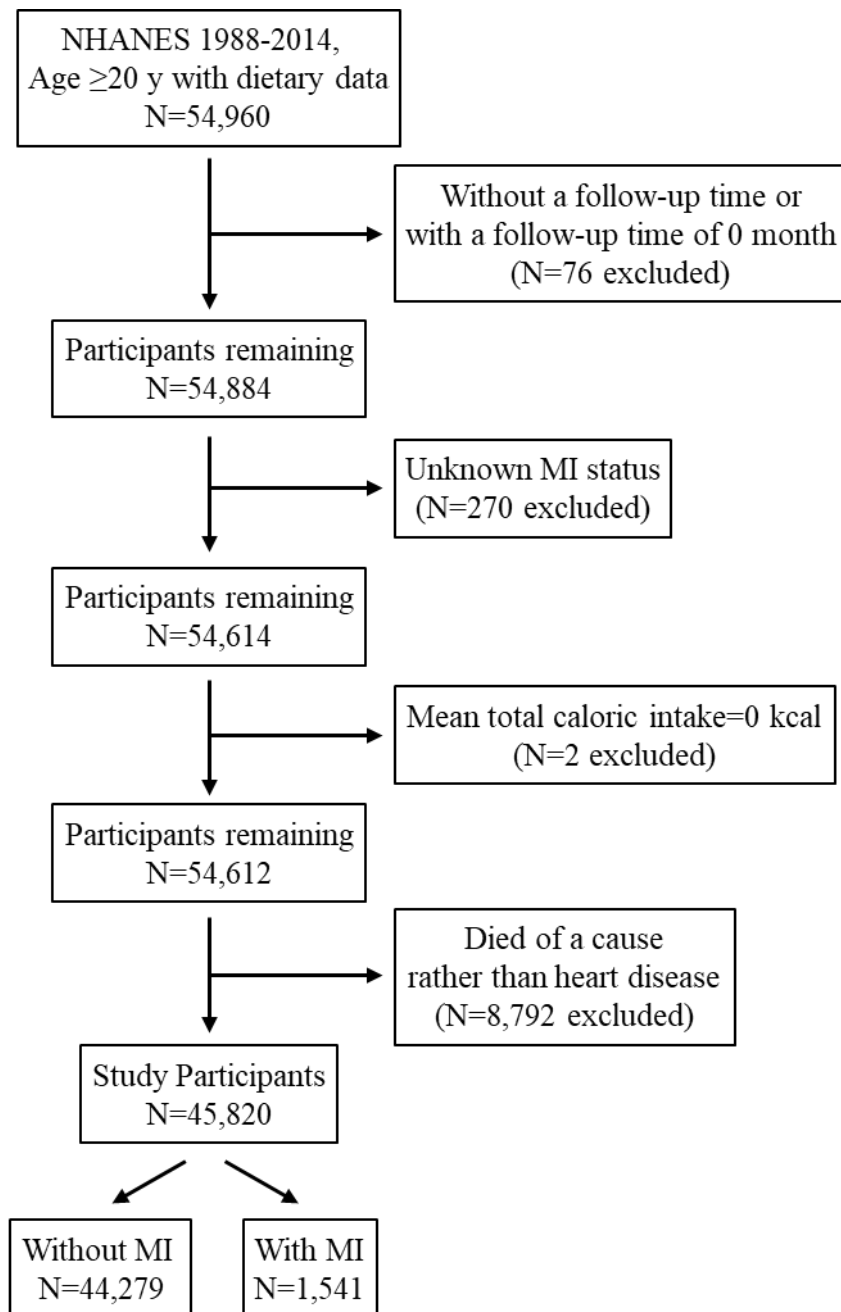 NHANES 1988-2014,
Age ≥20 y with dietary data
N=54,960
Without a follow-up time or
with a follow-up time of 0 month
(N=76 excluded)
Participants remaining
N=54,884
Unknown MI status
(N=270 excluded)
Participants remaining
N=54,614
Mean total caloric intake=0 kcal
(N=2 excluded)
Participants remaining
N=54,612
Died of a cause
rather than heart disease
(N=8,792 excluded)
Study Participants
N=45,820
Without MI
N=44,279
With MI
N=1,541